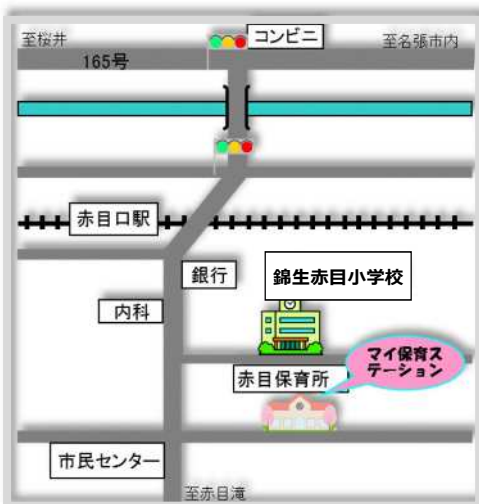 至桜井
コンビニ
至名張市内
165号
赤目口駅
銀行
錦生赤目小学校
内科
マイ保育ス
テーション
赤目保育所
市民センター
至赤目滝